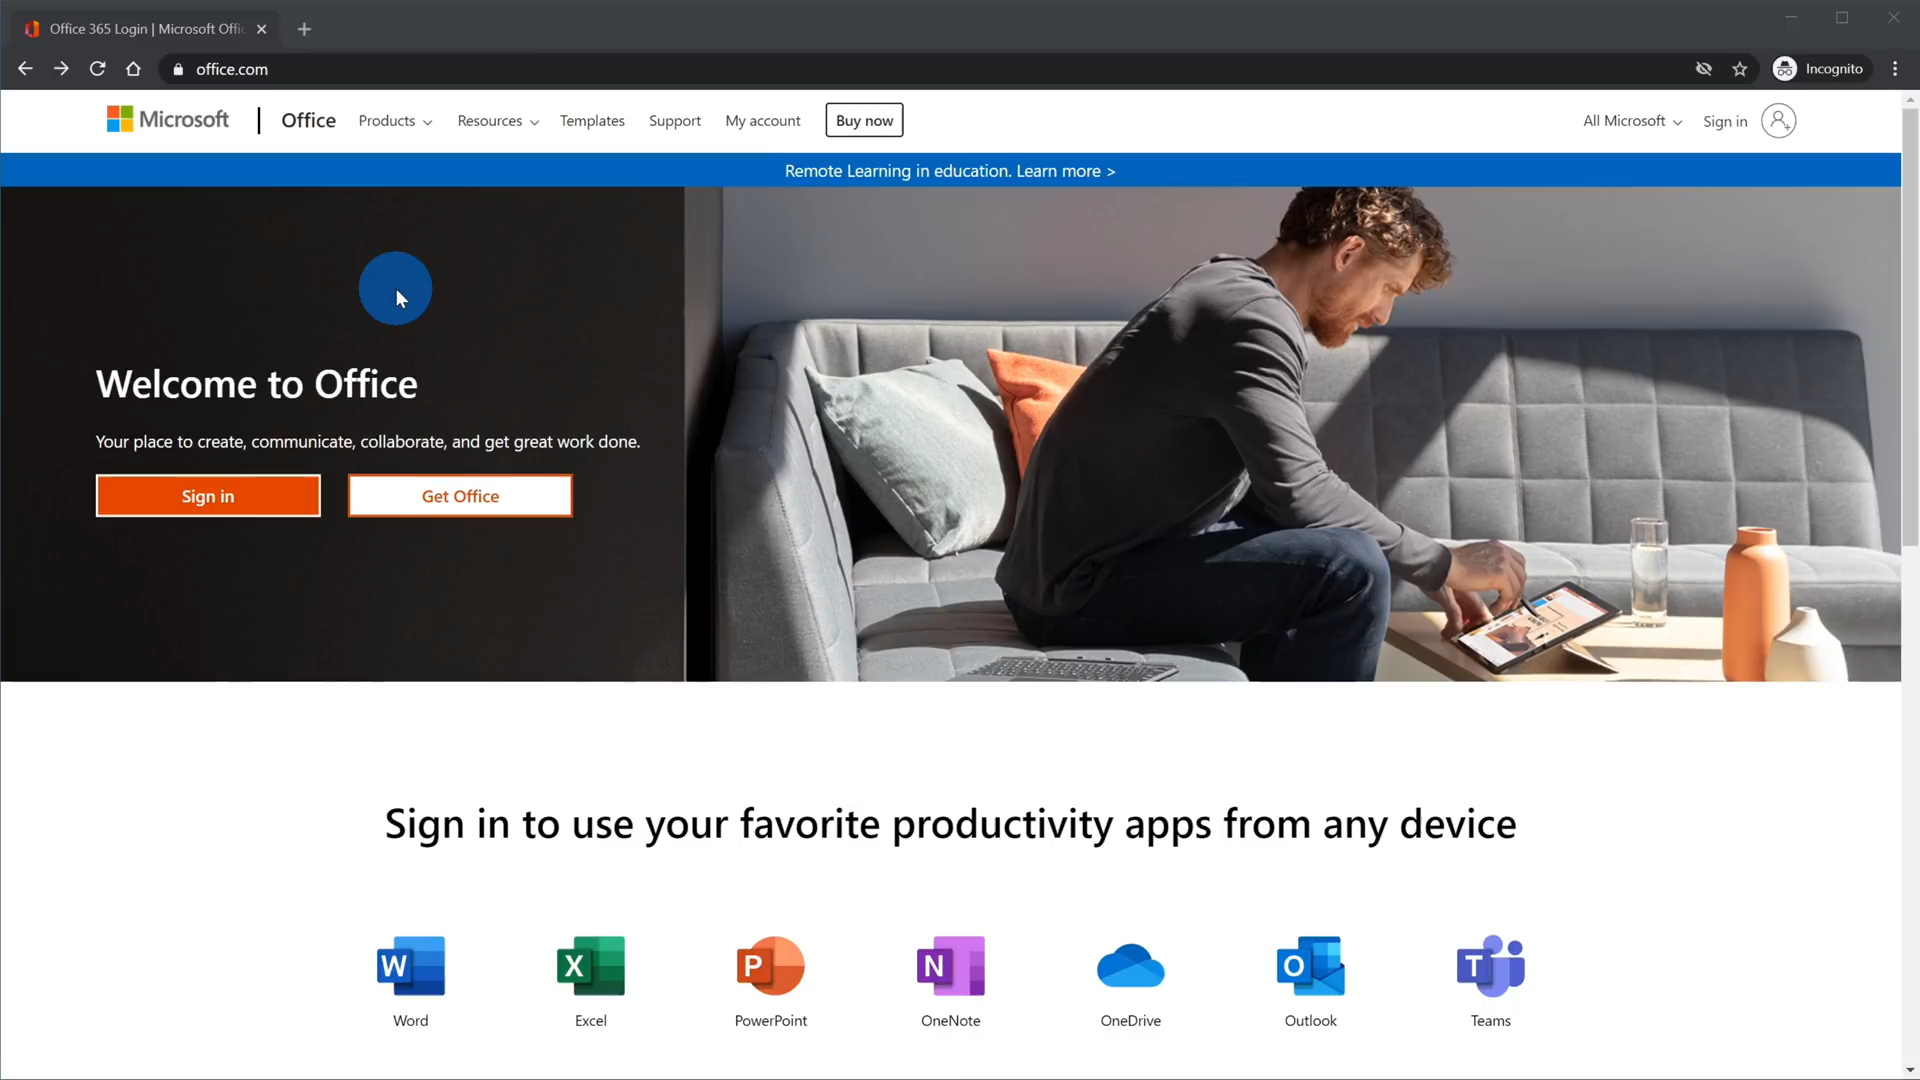 Office 365 Login | Microsoft Offic
office.com
Incognito
Microsoft | Office Products Resources Templates Support My account Buy now All Microsoft Sign in
Remote Learning in education. Learn more >
Welcome to Office
Your place to create, communicate, collaborate, and get great work done.
Sign in Get Office
Sign in to use your favorite productivity apps from any device
W X P N O T
Word Excel PowerPoint OneNote OneDrive Outlook Teams